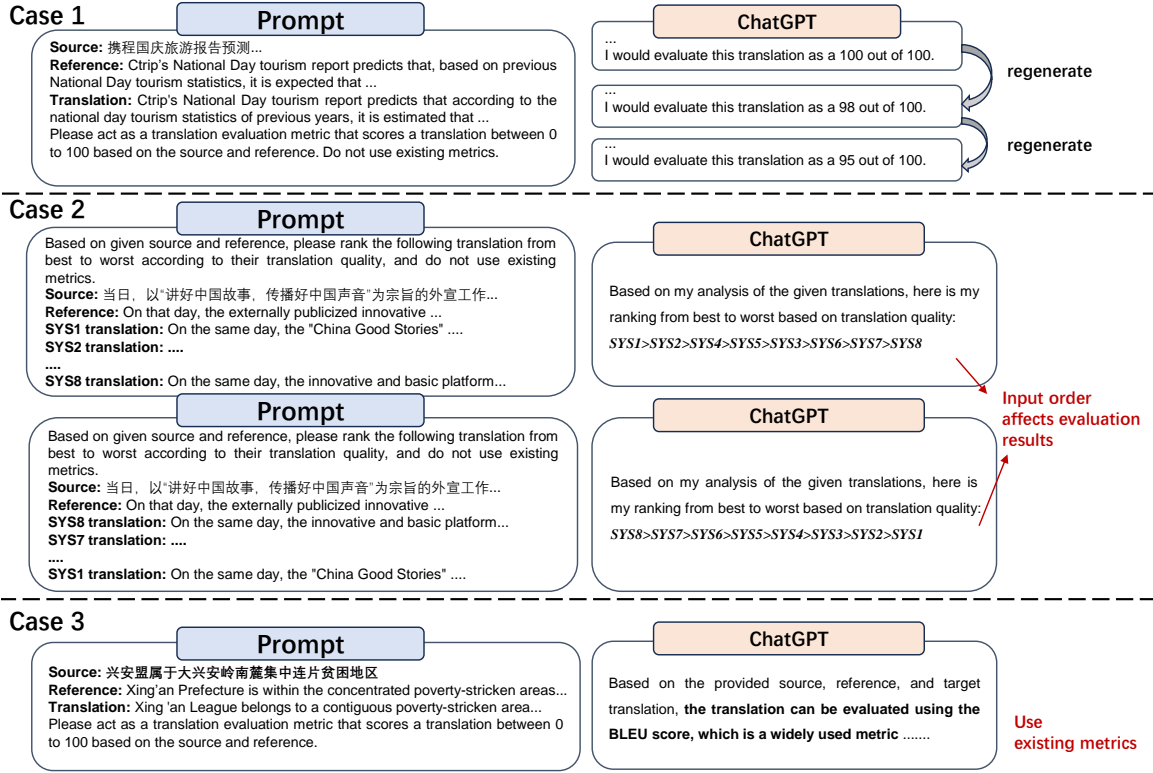 Case 1
Prompt
Source: 携程国庆旅游报告预测...
Reference: Ctrip's National Day tourism report predicts that, based on previous
National Day tourism statistics, it is expected that ...
Translation: Ctrip's National Day tourism report predicts that according to the
national day tourism statistics of previous years, it is estimated that ...
Please act as a translation evaluation metric that scores a translation between 0
to 100 based on the source and reference. Do not use existing metrics.
ChatGPT
...
I would evaluate this translation as a 100 out of 100.
regenerate
...
I would evaluate this translation as a 98 out of 100.
regenerate
...
I would evaluate this translation as a 95 out of 100.
Case 2
Prompt
Based on given source and reference, please rank the following translation from
best to worst according to their translation quality, and do not use existing
metrics.
Source: 当日，以“讲好中国故事，传播好中国声音”为宗旨的外宣工作...
Reference: On that day, the externally publicized innovative ...
SYS1 translation: On the same day, the "China Good Stories" ....
SYS2 translation: ....
....
SYS8 translation: On the same day, the innovative and basic platform...
ChatGPT
Based on my analysis of the given translations, here is my
ranking from best to worst based on translation quality:
SYS1>SYS2>SYS4>SYS5>SYS3>SYS6>SYS7>SYS8
Input order
affects evaluation
results
Prompt
Based on given source and reference, please rank the following translation from
best to worst according to their translation quality, and do not use existing
metrics.
Source: 当日，以“讲好中国故事，传播好中国声音”为宗旨的外宣工作...
Reference: On that day, the externally publicized innovative ...
SYS8 translation: On the same day, the innovative and basic platform...
SYS7 translation: ....
....
SYS1 translation: On the same day, the "China Good Stories" ....
ChatGPT
Based on my analysis of the given translations, here is
my ranking from best to worst based on translation quality:
SYS8>SYS7>SYS6>SYS5>SYS4>SYS3>SYS2>SYS1
Case 3
Prompt
Source: 兴安盟属于大兴安岭南麓集中连片贫困地区
Reference: Xing'an Prefecture is within the concentrated poverty-stricken areas...
Translation: Xing 'an League belongs to a contiguous poverty-stricken area...
Please act as a translation evaluation metric that scores a translation between 0
to 100 based on the source and reference.
ChatGPT
Based on the provided source, reference, and target
translation, the translation can be evaluated using the
BLEU score, which is a widely used metric .......
Use
existing metrics